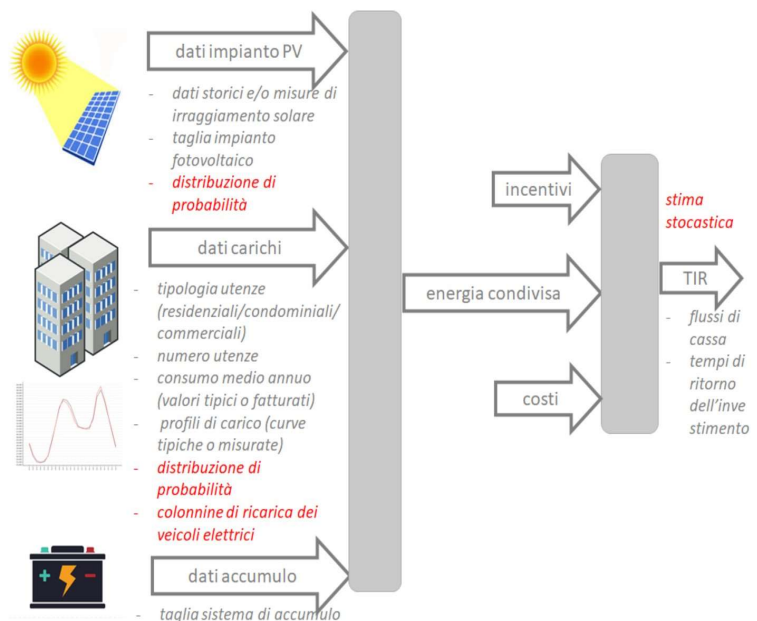 dati impianto PV
- dati storici e/o misure di
irraggiamento solare
- taglia impianto
fotovoltaico
- distribuzione di
probabilità
dati carichi
- tipologia utenze
(residenziali/condominiali/
commerciali)
- numero utenze
- consumo medio annuo
(valori tipici o fatturati)
- profili di carico (curve
tipiche o misurate)
- distribuzione di
probabilità
- colonnine di ricarica dei
veicoli elettrici
dati accumulo
- taglia sistema di accumulo
incentivi
energia condivisa
costi
stima
stocastica
TIR
- flussi di
cassa
- tempi di
ritorno
dell'inve
stimento